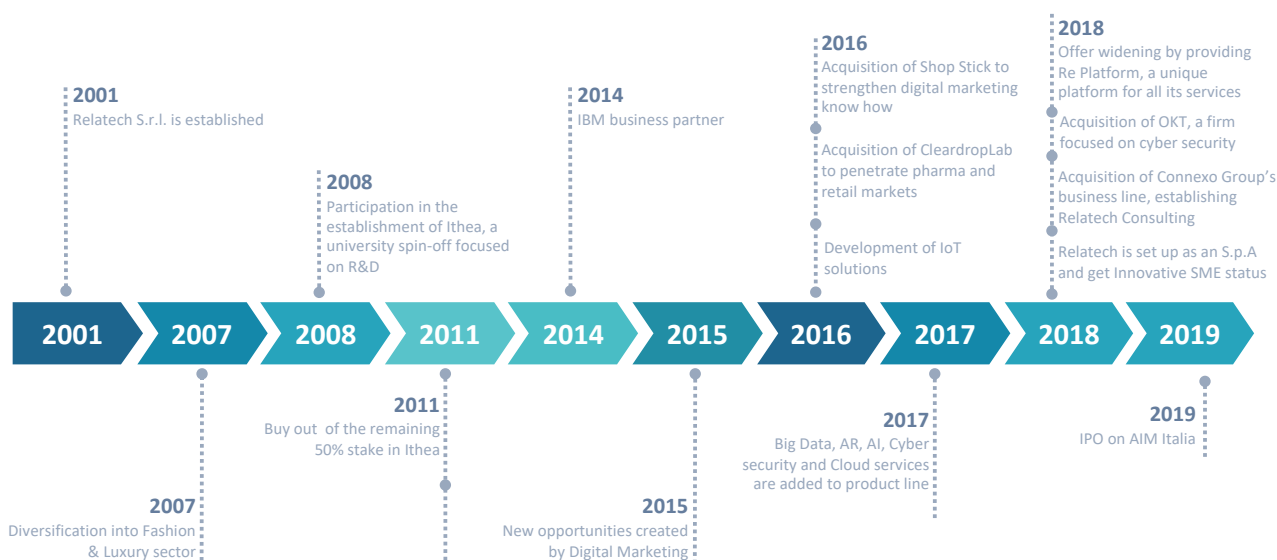 2001
Relatech S.r.l. is established
2008
Participation in the
establishment of Ithea, a
university spin-off focused
on R&D
2014
IBM business partner
2016
Acquisition of Shop Stick to
strengthen digital marketing
know how
Acquisition of CleardropLab
to penetrate pharma and
retail markets
Development of IoT
solutions
2018
Offer widening by providing
Re Platform, a unique
platform for all its services
Acquisition of OKT, a firm
focused on cyber security
Acquisition of Connexo Group’s
business line, establishing
Relatech Consulting
Relatech is set up as an S.p.A
and get Innovative SME status
2001
2007
2008
2011
2014
2015
2016
2017
2018
2019
2007
Diversification into Fashion
& Luxury sector
2011
Buy out of the remaining
50% stake in Ithea
2015
New opportunities created
by Digital Marketing
2017
Big Data, AR, AI, Cyber
security and Cloud services
are added to product line
2019
IPO on AIM Italia